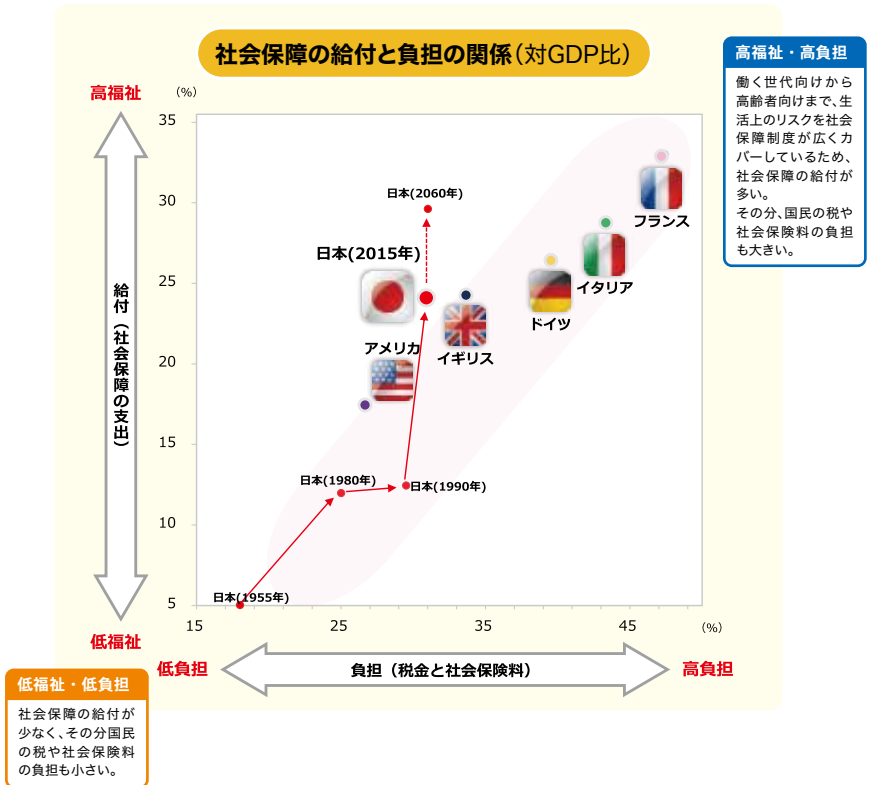 社会保障の給付と負担の関係（対GDP比）
高福祉・高負担
働く世代向けから
高齢者向けまで、生
活上のリスクを社会
保障制度が広くカ
バーしているため、
社会保障の給付が
多い。
その分、国民の税や
社会保険料の負担
も大きい。
高福祉
(%)
35
30
25
20
15
10
5
給付（社会保障の支出）
日本(2060年)
フランス
日本(2015年)
イタリア
ドイツ
アメリカ
イギリス
日本(1980年)
日本(1990年)
日本(1955年)
15
25
35
45
(%)
低福祉
低負担
負担（税金と社会保険料）
高負担
低福祉・低負担
社会保障の給付が
少なく、その分国民
の税や社会保険料
の負担も小さい。